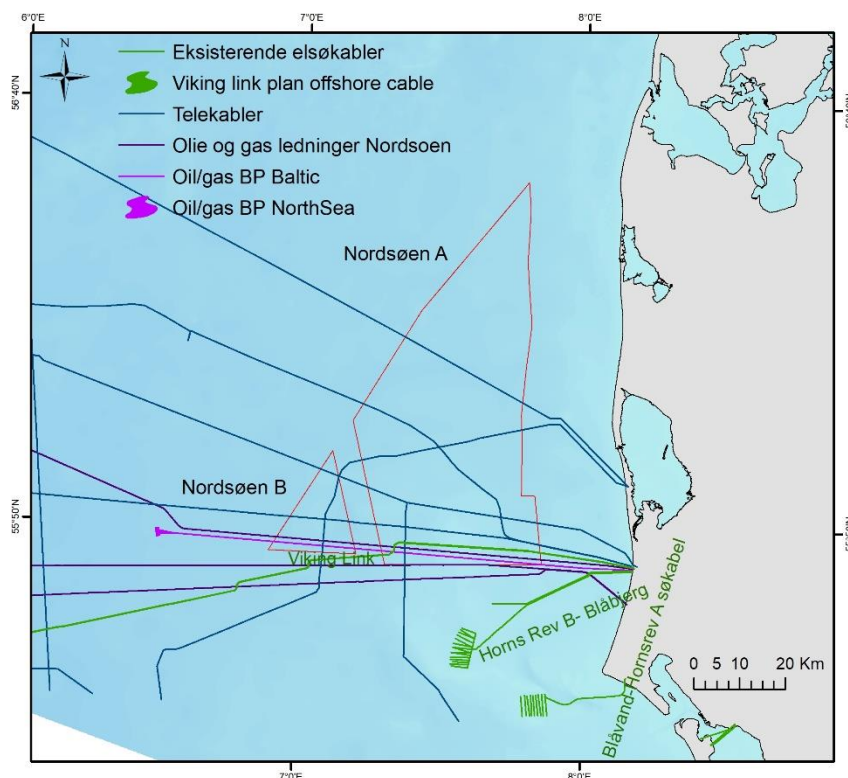 6°0'E
7°0'E
8°0'E
N
56°40'N
Eksisterende elsøkabler
Viking link plan offshore cable
Telekabler
Olie og gas ledninger Nordsoen
Oil/gas BP Baltic
Oil/gas BP NorthSea
Nordsøen A
Nordsøen B
55°50'N
Viking Link
Horns Rev B- Blåbjerg
Blåvand-Hornsrev A søkabel
0 5 10 20 Km
7°0'E
8°0'E